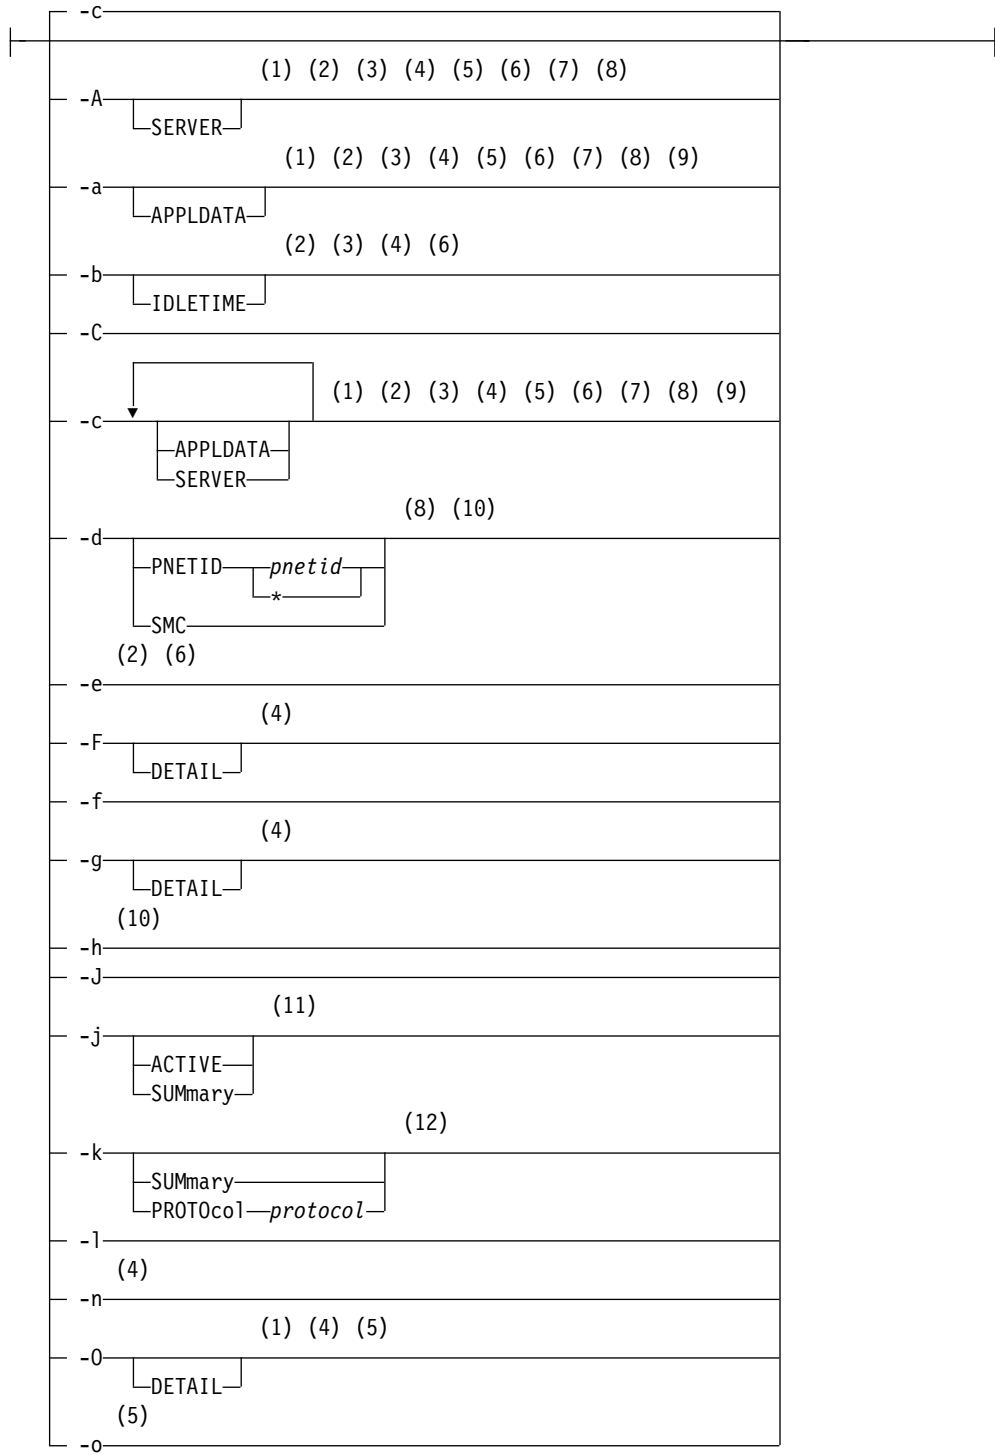 -c
(1) (2) (3) (4) (5) (6) (7) (8)
-A
SERVER
(1) (2) (3) (4) (5) (6) (7) (8) (9)
-a
APPLDATA
(2) (3) (4) (6)
-b
IDLETIME
-C
(1) (2) (3) (4) (5) (6) (7) (8) (9)
-c
APPLDATA
SERVER
(8) (10)
-d
PNETID pnetid
*
SMC
(2) (6)
-e
(4)
-F
DETAIL
-f
(4)
-g
DETAIL
(10)
-h
-J
(11)
-j
ACTIVE
SUMmary
(12)
-k
SUMmary
PROTOcol protocol
-l
(4)
-n
(1) (4) (5)
-O
DETAIL
(5)
-o